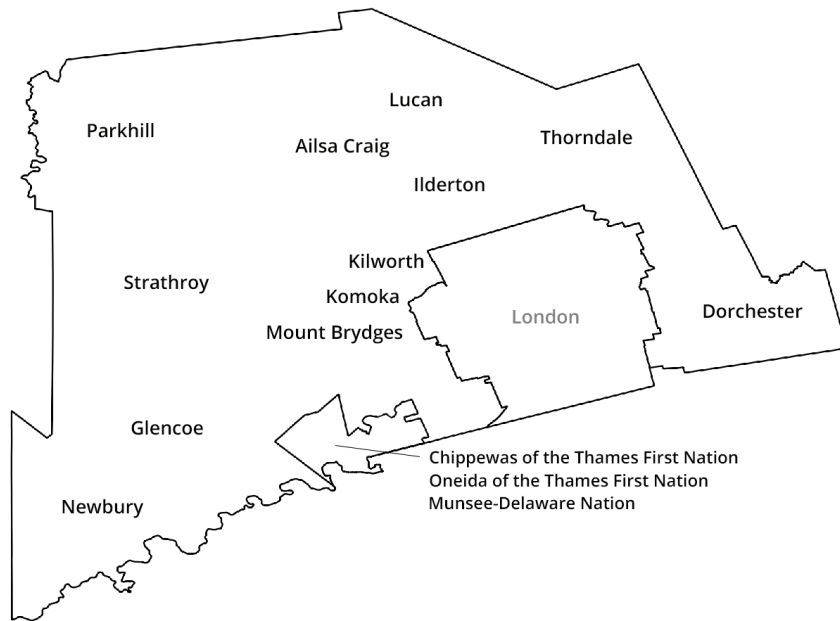 Lucan
Parkhill
Thorndale
Ailsa Craig
Ilderton
Kilworth
Strathroy
Komoka
Dorchester
London
Mount Brydges
Glencoe
Chippewas of the Thames First Nation
Oneida of the Thames First Nation
Munsee-Delaware Nation
Newbury